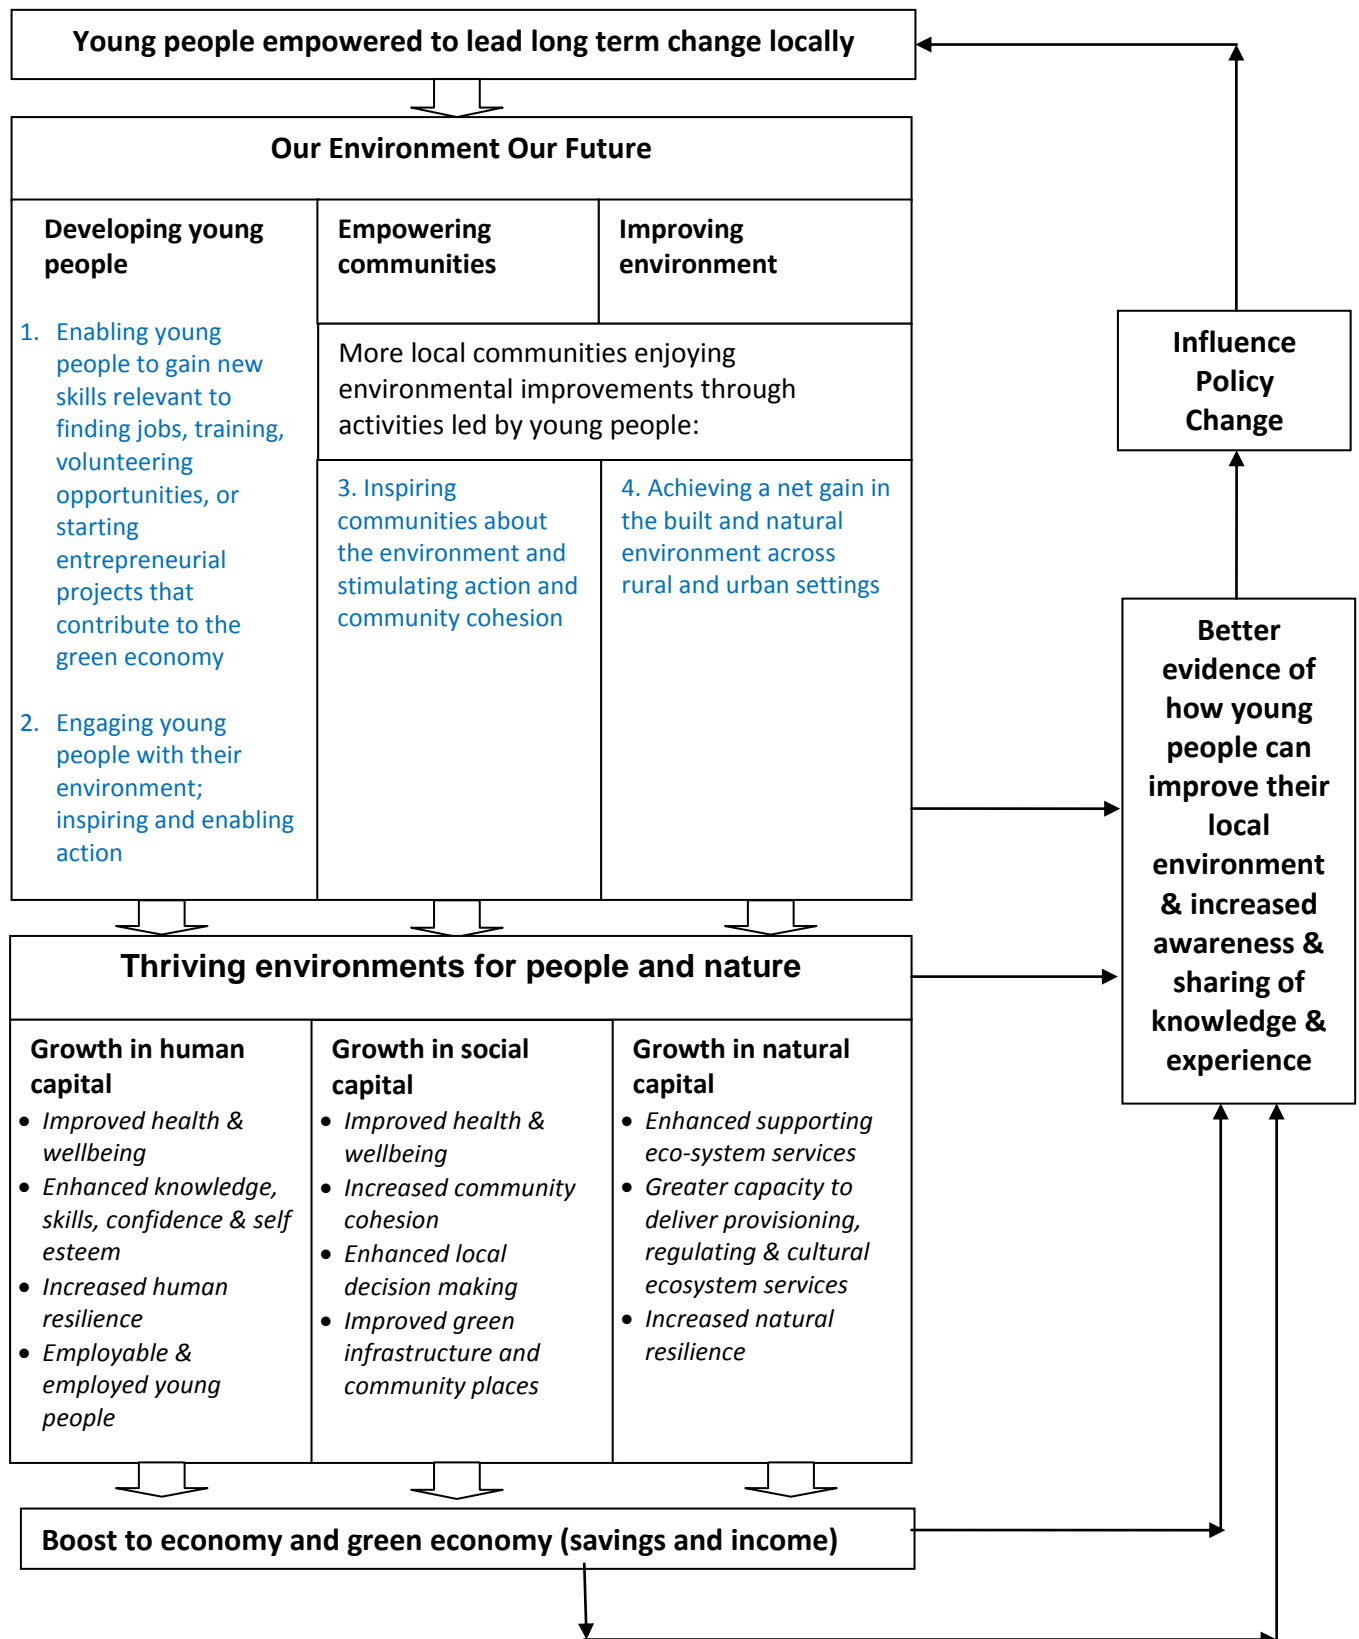 Young people empowered to lead long term change locally
Our Environment Our Future
Developing young
people
1. Enabling young
people to gain new
skills relevant to
finding jobs, training,
volunteering
opportunities, or
starting
entrepreneurial
projects that
contribute to the
green economy
2. Engaging young
people with their
environment;
inspiring and enabling
action
Empowering
communities
Improving
environment
More local communities enjoying
environmental improvements through
activities led by young people:
3. Inspiring
communities about
the environment and
stimulating action and
community cohesion
4. Achieving a net gain in
the built and natural
environment across
rural and urban settings
Thriving environments for people and nature
Growth in human
capital
• Improved health &
wellbeing
• Enhanced knowledge,
skills, confidence & self
esteem
• Increased human
resilience
• Employable &
employed young
people
Growth in social
capital
• Improved health &
wellbeing
• Increased community
cohesion
• Enhanced local
decision making
• Improved green
infrastructure and
community places
Growth in natural
capital
• Enhanced supporting
eco-system services
• Greater capacity to
deliver provisioning,
regulating & cultural
ecosystem services
• Increased natural
resilience
Boost to economy and green economy (savings and income)
Influence
Policy
Change
Better
evidence of
how young
people can
improve their
local
environment
& increased
awareness &
sharing of
knowledge &
experience